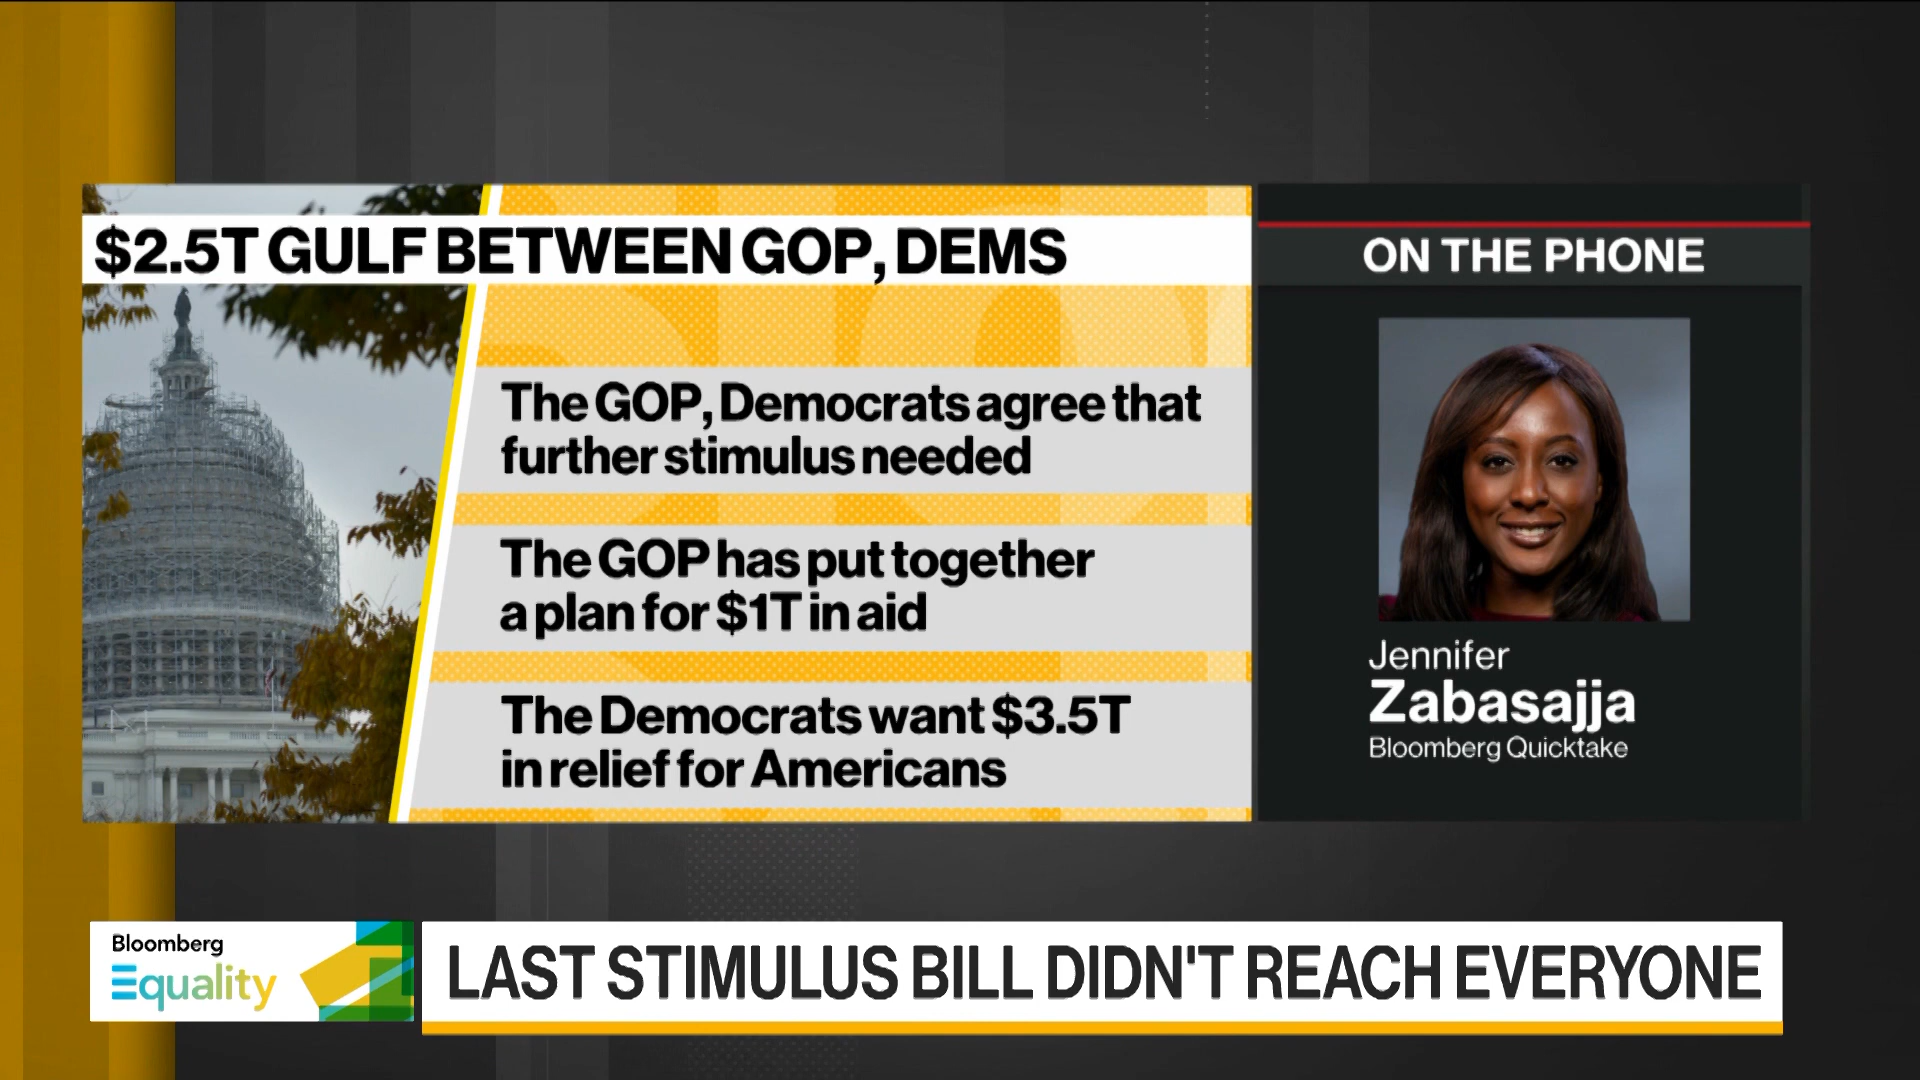 $2.5T GULF BETWEEN GOP, DEMS
The GOP, Democrats agree that
further stimulus needed
The GOP has put together
a plan for $1T in aid
The Democrats want $3.5T
in relief for Americans
ON THE PHONE
Jennifer
Zabasajja
Bloomberg Quicktake
Bloomberg
Equality
LAST STIMULUS BILL DIDN'T REACH EVERYONE